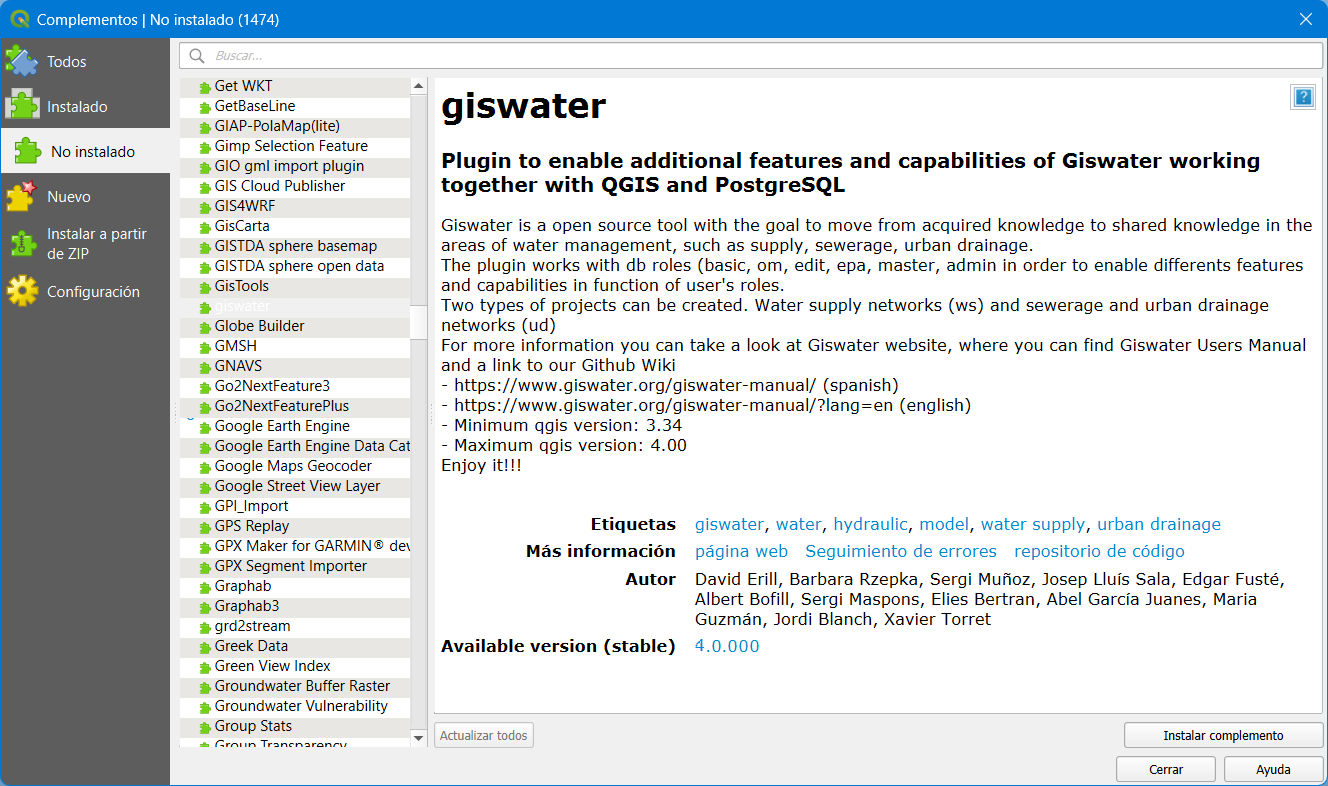 Complementos | No instalado (1474)
Todos
Instalado
No instalado
Nuevo
Instalar a partir
de ZIP
Configuración
Buscar...
Get WKT
GetBaseLine
GIAP-PolaMap(lite)
Gimp Selection Feature
GIO gml import plugin
GIS Cloud Publisher
GIS4WRF
GisCarta
GISTDA sphere basemap
GISTDA sphere open data
GisTools
giswater
Globe Builder
GMSH
GNAVS
Go2NextFeature3
Go2NextFeaturePlus
Google Earth Engine
Google Earth Engine Data Cat
Google Maps Geocoder
Google Street View Layer
GPI_Import
GPS Replay
GPX Maker for GARMIN® dev
GPX Segment Importer
Graphab
Graphab3
grd2stream
Greek Data
Green View Index
Groundwater Buffer Raster
Groundwater Vulnerability
Group Stats
Group Transparency
giswater
Plugin to enable additional features and capabilities of Giswater working
together with QGIS and PostgreSQL
Giswater is a open source tool with the goal to move from acquired knowledge to shared knowledge in the
areas of water management, such as supply, sewerage, urban drainage.
The plugin works with db roles (basic, om, edit, epa, master, admin in order to enable differents features
and capabilities in function of user's roles.
Two types of projects can be created. Water supply networks (ws) and sewerage and urban drainage
networks (ud)
For more information you can take a look at Giswater website, where you can find Giswater Users Manual
and a link to our Github Wiki
- https://www.giswater.org/giswater-manual/ (spanish)
- https://www.giswater.org/giswater-manual/?lang=en (english)
- Minimum qgis version: 3.34
- Maximum qgis version: 4.00
Enjoy it!!!
Etiquetas giswater, water, hydraulic, model, water supply, urban drainage
Más información página web Seguimiento de errores repositorio de código
Autor David Erill, Barbara Rzepka, Sergi Muñoz, Josep Lluís Sala, Edgar Fusté,
Albert Bofill, Sergi Maspons, Elies Bertran, Abel García Juanes, Maria
Guzmán, Jordi Blanch, Xavier Torret
Available version (stable) 4.0.000
Actualizar todos
Instalar complemento
Cerrar
Ayuda